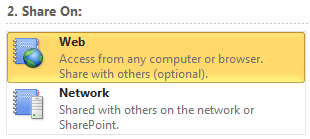 2. Share On:
Web
Access from any computer or browser.
Share with others (optional).
Network
Shared with others on the network or
SharePoint.